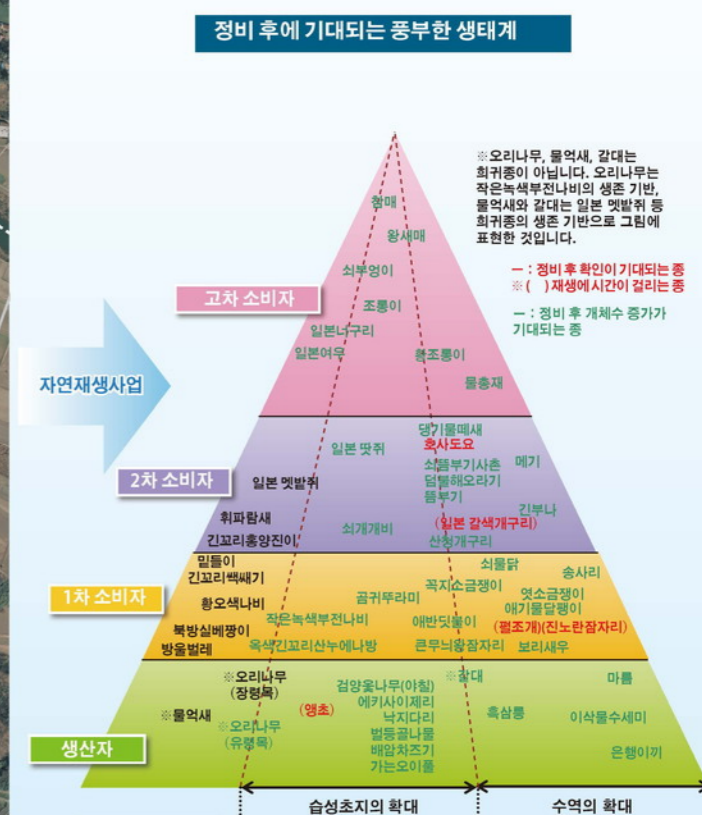 정비 후에 기대되는 풍부한 생태계
※오리나무, 물억새, 갈대는
희귀종이 아닙니다. 오리나무는
작은녹색부전나비의 생존 기반,
물억새와 갈대는 일본 멧밭쥐 등
희귀종의 생존 기반으로 그림에
표현한 것입니다.
ㅡ : 정비 후 확인이 기대되는 종
※( ) 재생에 시간이 걸리는 종
ㅡ : 정비 후 개체수 증가가
기대되는 종
자연재생사업
고차 소비자
참매
왕새매
쇠부엉이
조롱이
일본너구리
일본여우
황조롱이
물총새
2차 소비자
댕기물떼새
일본 땃쥐
호사도요
일본 멧밭쥐
쇠뜸부기사촌
메기
덤불해오라기
뜸부기
긴부나
휘파람새
쇠개개비
(일본 갈색개구리)
긴꼬리홍양진이
산청개구리
1차 소비자
밑들이
쇠물닭
송사리
긴꼬리쌕쌔기
꼭지소금쟁이
엿소금쟁이
황오색나비
곰귀뚜라미
애기물달팽이
작은녹색부전나비
애반딧불이
(펄조개)(진노란잠자리)
북방실베짱이
방울벌레
옥색긴꼬리산누에나방
큰무늬왕잠자리
보리새우
생산자
※오리나무
(장령목)
※갈대
마름
검양옻나무(야칠)
에키사이제리
※물억새
(앵초)
낙지다리
흑삼릉
이삭물수세미
※오리나무
(유령목)
벌등골나물
배암차즈기
은행이끼
가는오이풀
습성초지의 확대
수역의 확대